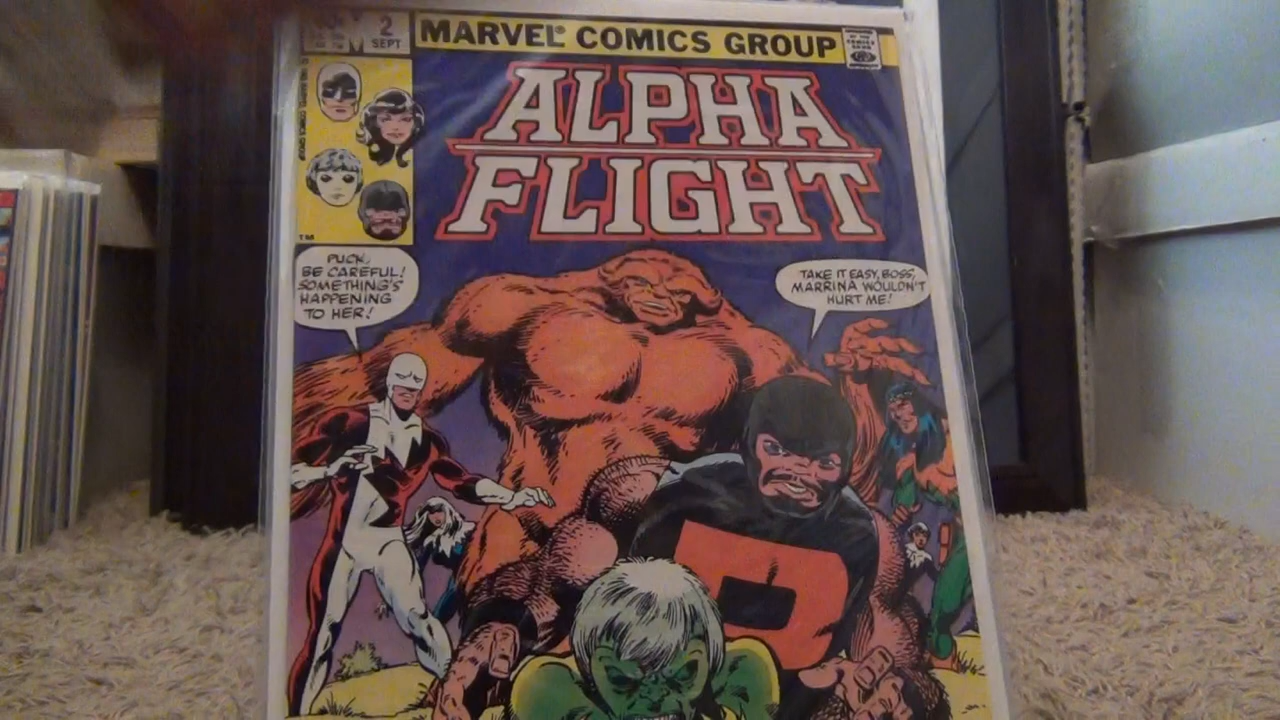 2
SEPT
MARVEL® COMICS GROUP
ALPHA
FLIGHT
PUCK,
BE CAREFUL!
SOMETHING'S
HAPPENING
TO HER!
TAKE IT EASY, BOSS,
MARRINA WOULDN'T
HURT ME!